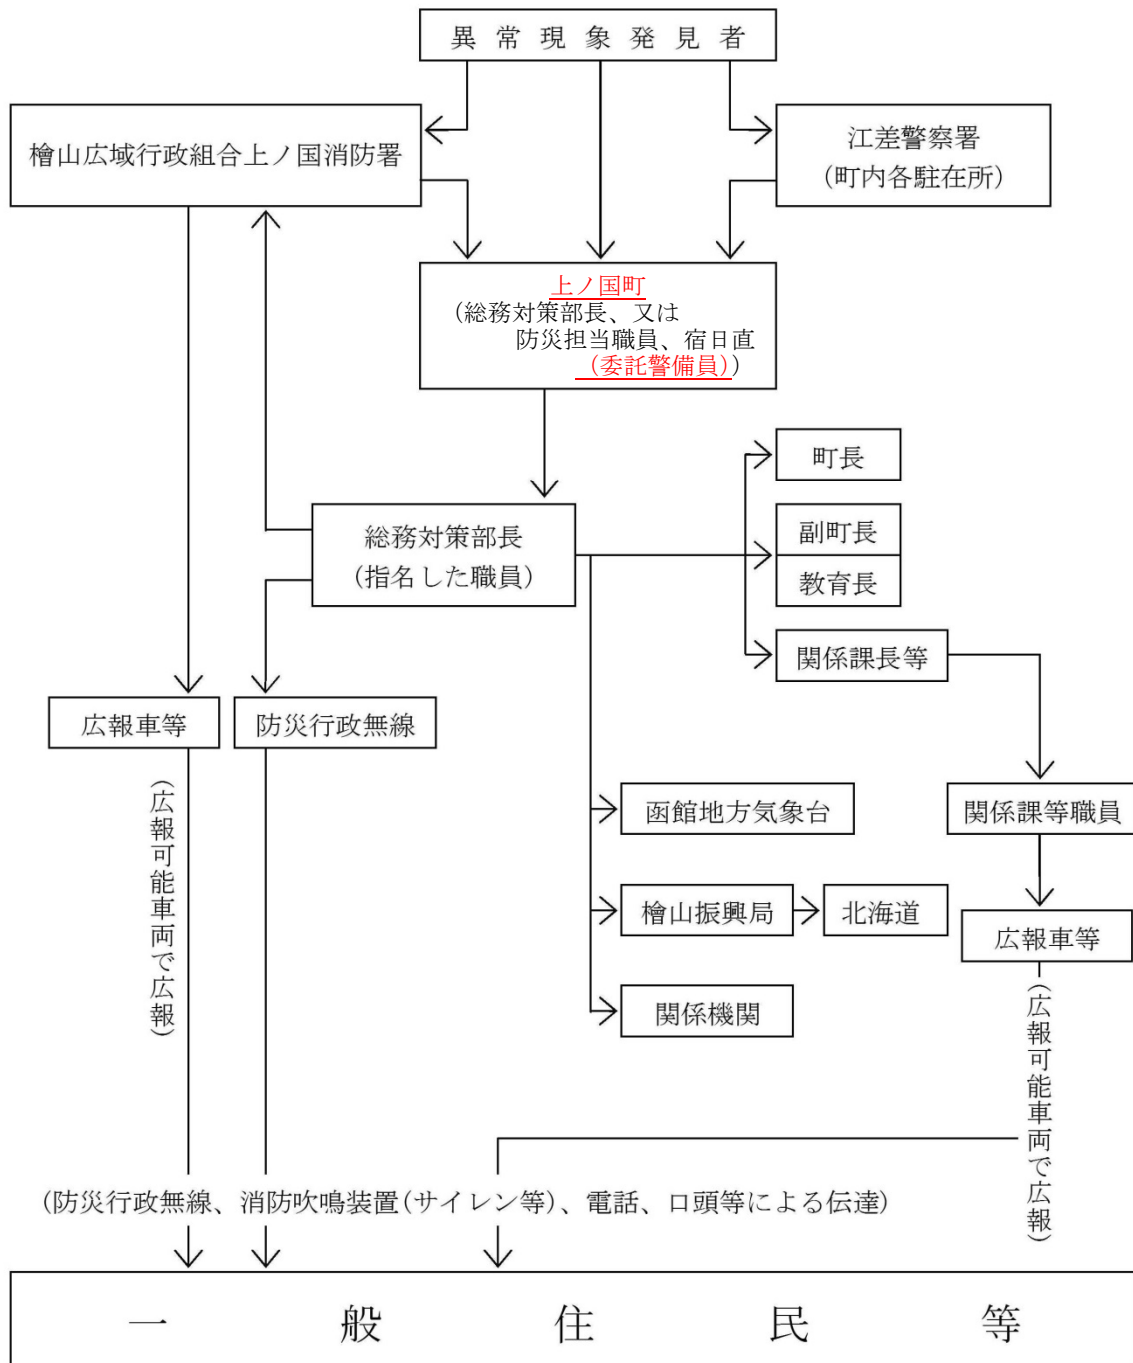 異常現象発見者
檜山広域行政組合上ノ国消防署
江差警察署
(町内各駐在所)
上ノ国町
(総務対策部長、又は
防災担当職員、宿日直
(委託警備員))
町長
総務対策部長
(指名した職員)
副町長
教育長
関係課長等
広報車等
防災行政無線
(広報可能車両で広報)
函館地方気象台
関係課等職員
檜山振興局
北海道
広報車等
関係機関
(広報可能車両で広報)
(防災行政無線、消防吹鳴装置(サイレン等)、電話、口頭等による伝達)
一般住民等